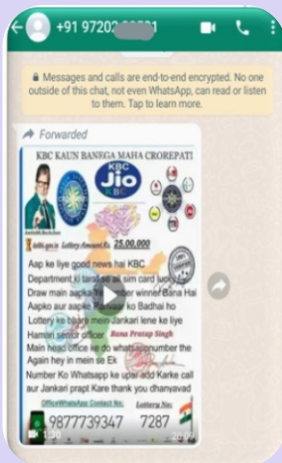 +91 97202
Messages and calls are end-to-end encrypted. No one
outside of this chat, not even WhatsApp, can read or listen
to them. Tap to learn more.
Forwarded
KBC KAUN BANEGA MAHA CROREPATI
KBC
Jio
KBC
Lottery Amount Rs. 25,00,000
Aap ke liye good news hai KBC
Department ki taraf se all sim card lucky
Draw main aapka number winner Bana Hai
Aapko aur aapke Parivaar ko Badhai ho
Lottery ke baare mein Jankari lene ke liye
Hamari senior officer Rana Pratap Singh
Main head office ke do whatsapp number the
Again hey in mein se Ek
Number Ko Whatsapp ke upar add Karke call
aur Jankari prapt Kare thank you dhanyavad
OfficeWhatsApp Contact No: Lottery No:
9877739347 7287
1:30